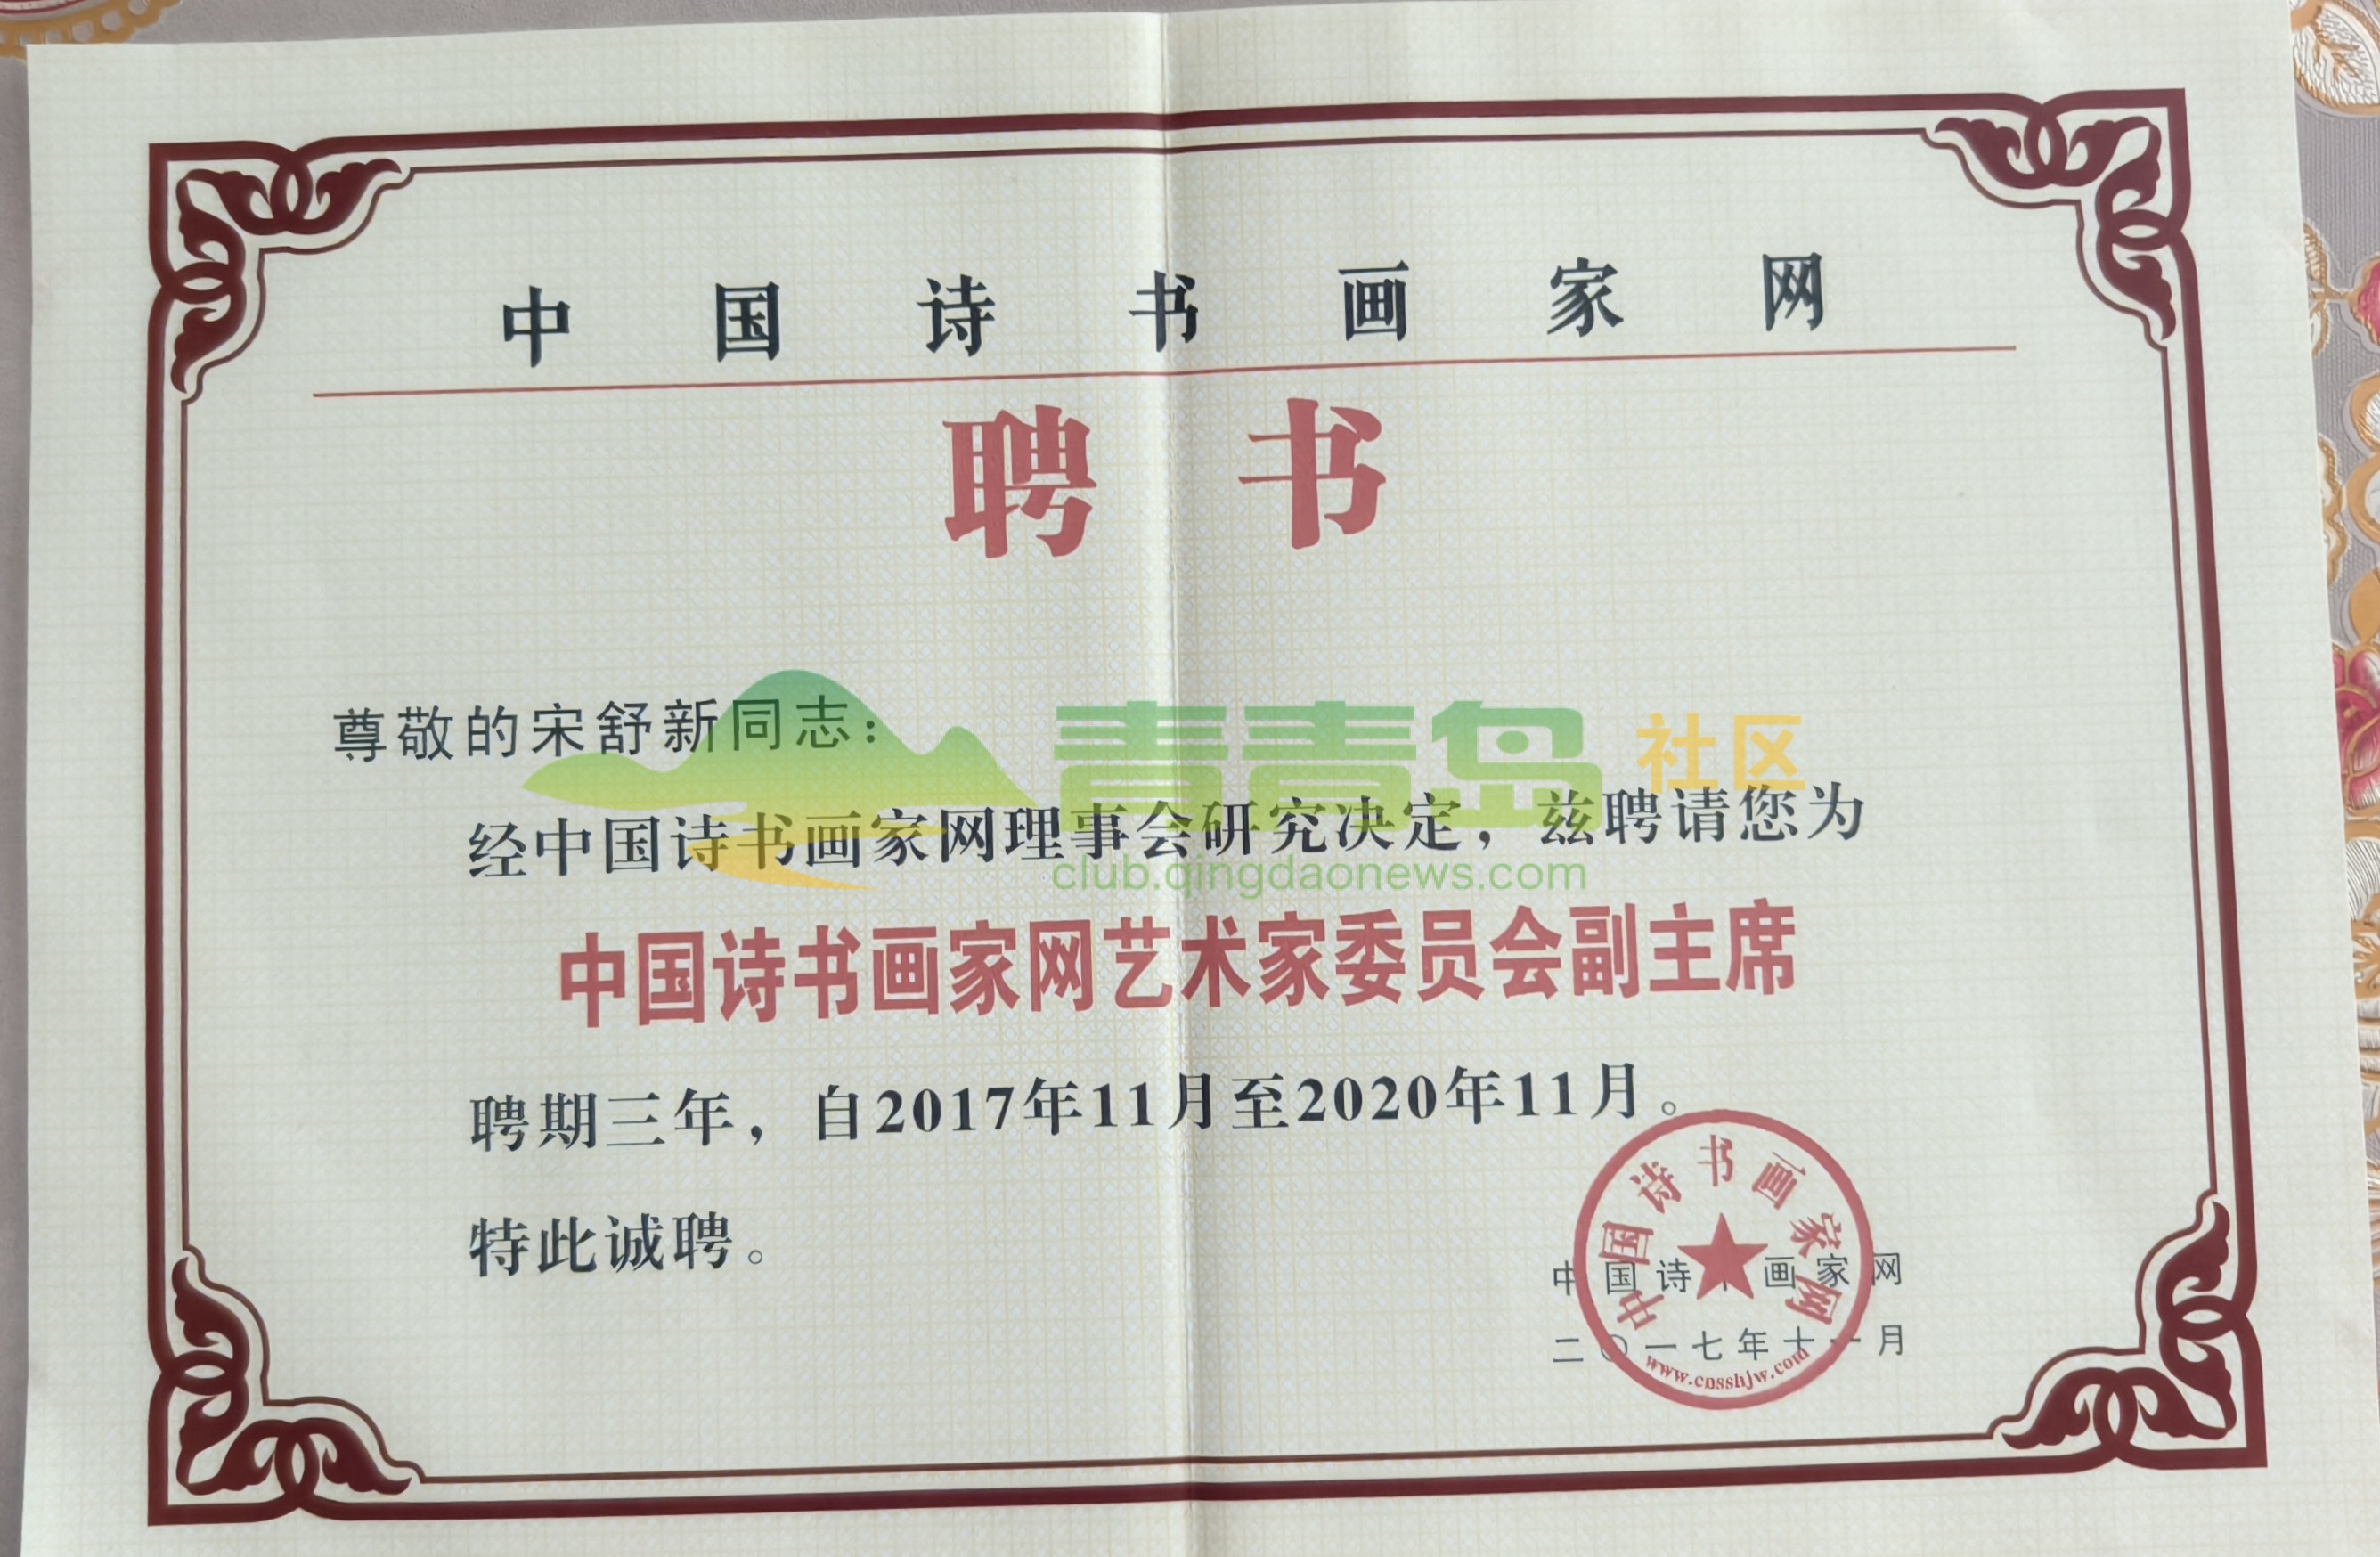 中国诗书画家网
聘书
尊敬的宋舒新同志：
青青岛社区
经中国诗书画家网理事会研究决定，兹聘请您为
club.qingdaonews.com
中国诗书画家网艺术家委员会副主席
聘期三年，自2017年11月至2020年11月。
特此诚聘。
中国诗书画家网
中国诗书画家网
二〇一七年十一月
www.cnsshjw.com